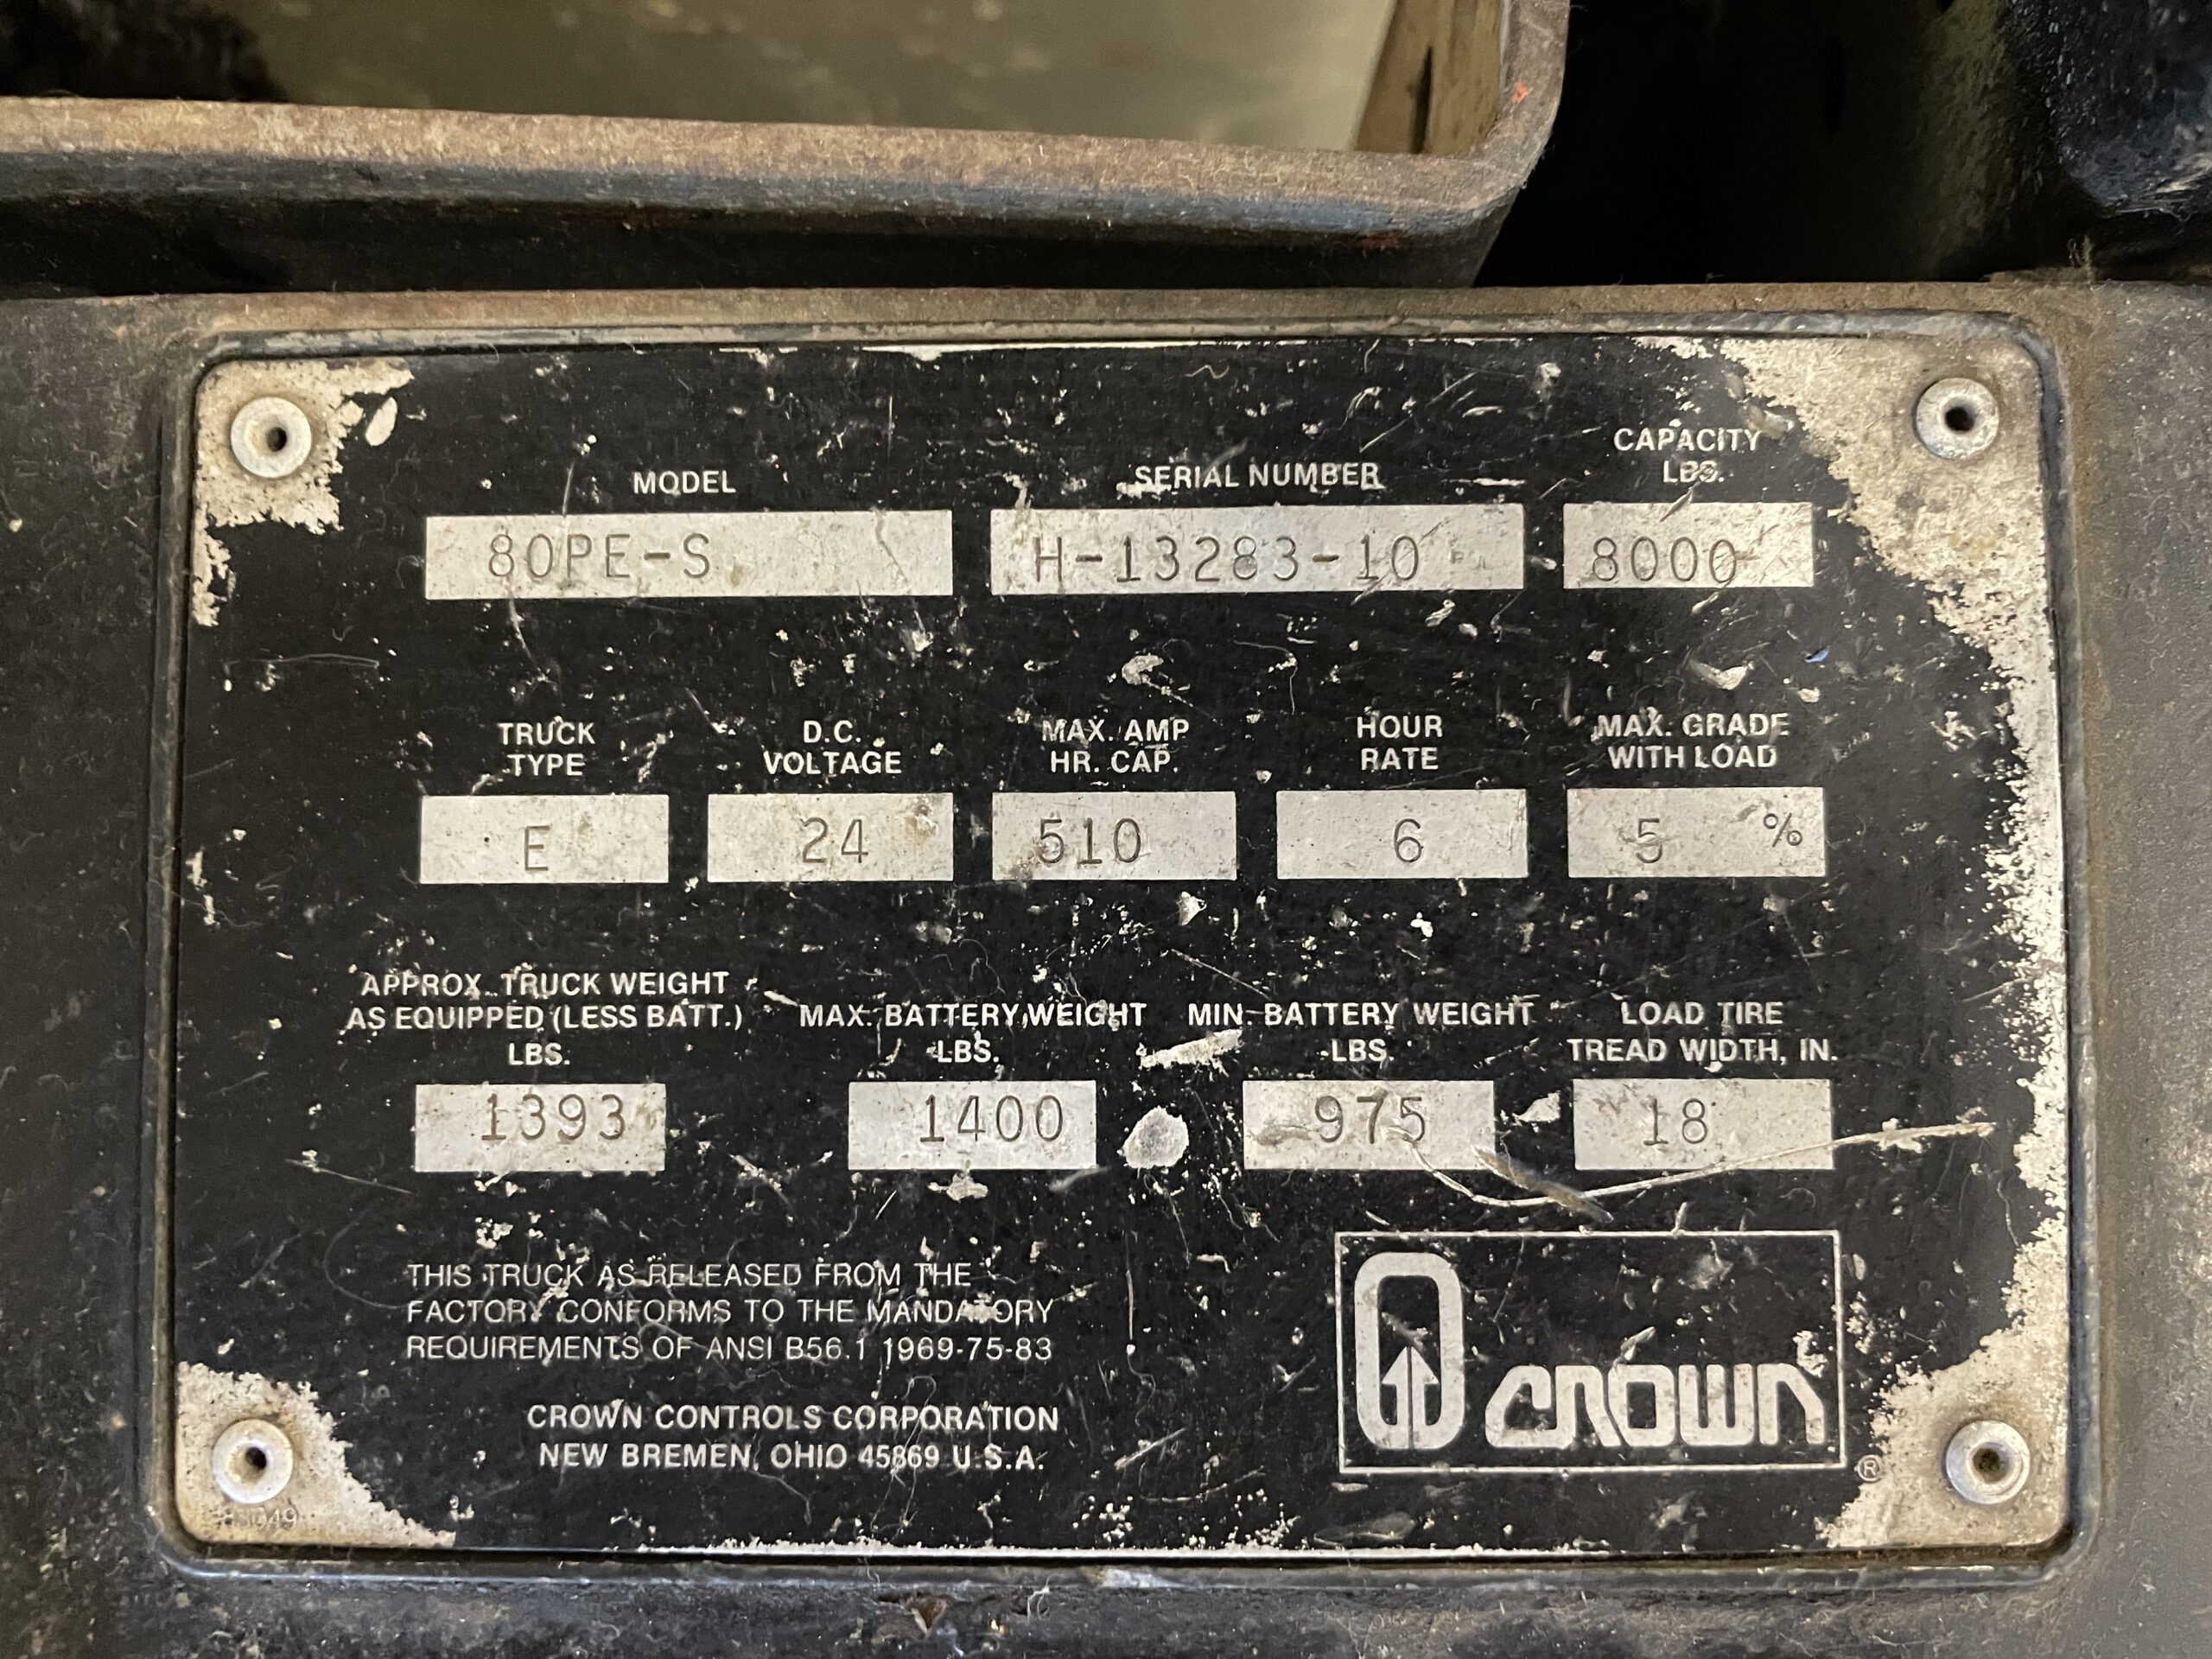 MODEL
SERIAL NUMBER
CAPACITY
LBS.
80PE-S
H-13283-10
8000
TRUCK
TYPE
D.C.
VOLTAGE
MAX. AMP
HR. CAP.
HOUR
RATE
MAX. GRADE
WITH LOAD
E
24
510
6
5 %
APPROX. TRUCK WEIGHT
AS EQUIPPED (LESS BATT.)
LBS.
MAX. BATTERY WEIGHT
LBS.
MIN. BATTERY WEIGHT
LBS.
LOAD TIRE
TREAD WIDTH, IN.
1393
1400
975
18
THIS TRUCK AS RELEASED FROM THE
FACTORY CONFORMS TO THE MANDATORY
REQUIREMENTS OF ANSI B56.1 1969-75-83
CROWN CONTROLS CORPORATION
NEW BREMEN, OHIO 45869 U.S.A.
crown
®